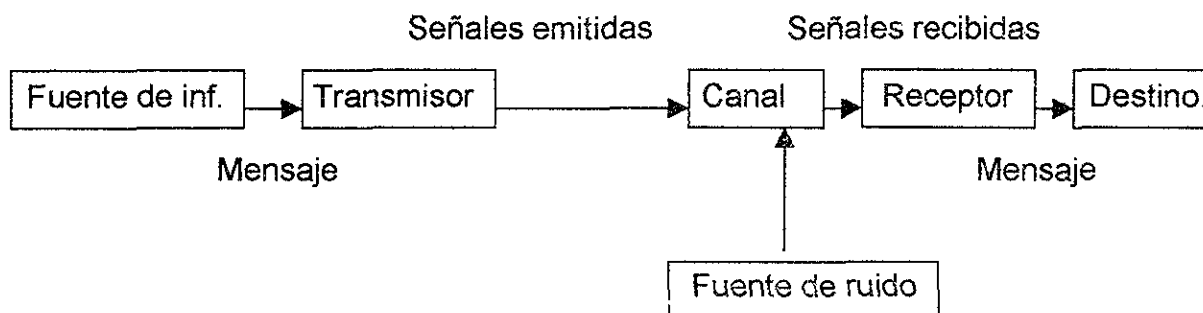 Señales emitidas
Señales recibidas
Fuente de inf.
Transmisor
Canal
Receptor
Destino.
Mensaje
Mensaje
Fuente de ruido